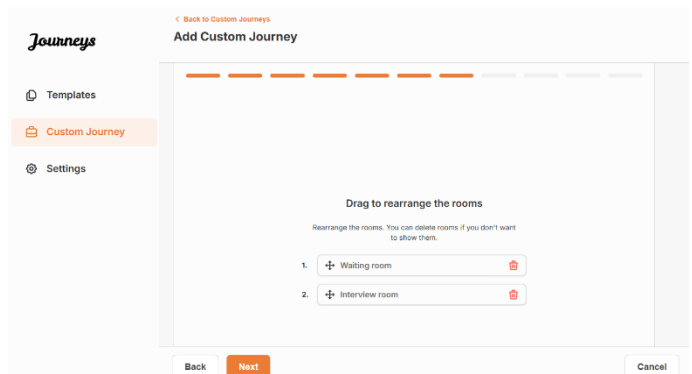 < Back to Custom Journeys
Journeys
Add Custom Journey
Templates
Custom Journey
Settings
Drag to rearrange the rooms
Rearrange the rooms. You can delete rooms if you don't want
to show them.
1. Waiting room
2. Interview room
Back Next Cancel